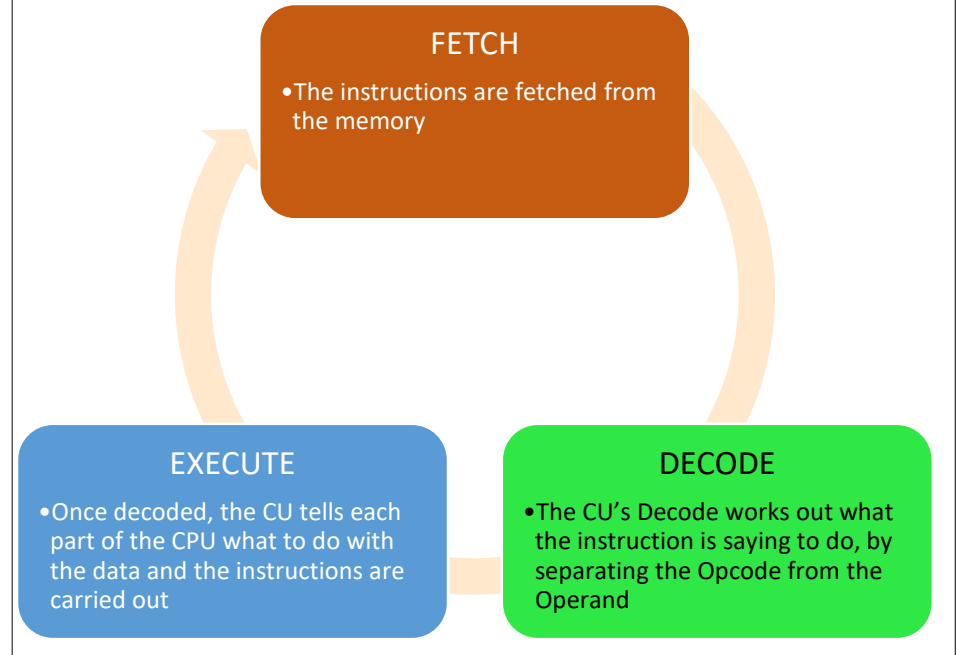 FETCH
•The instructions are fetched from
the memory
EXECUTE
•Once decoded, the CU tells each
part of the CPU what to do with
the data and the instructions are
carried out
DECODE
•The CU’s Decode works out what
the instruction is saying to do, by
separating the Opcode from the
Operand